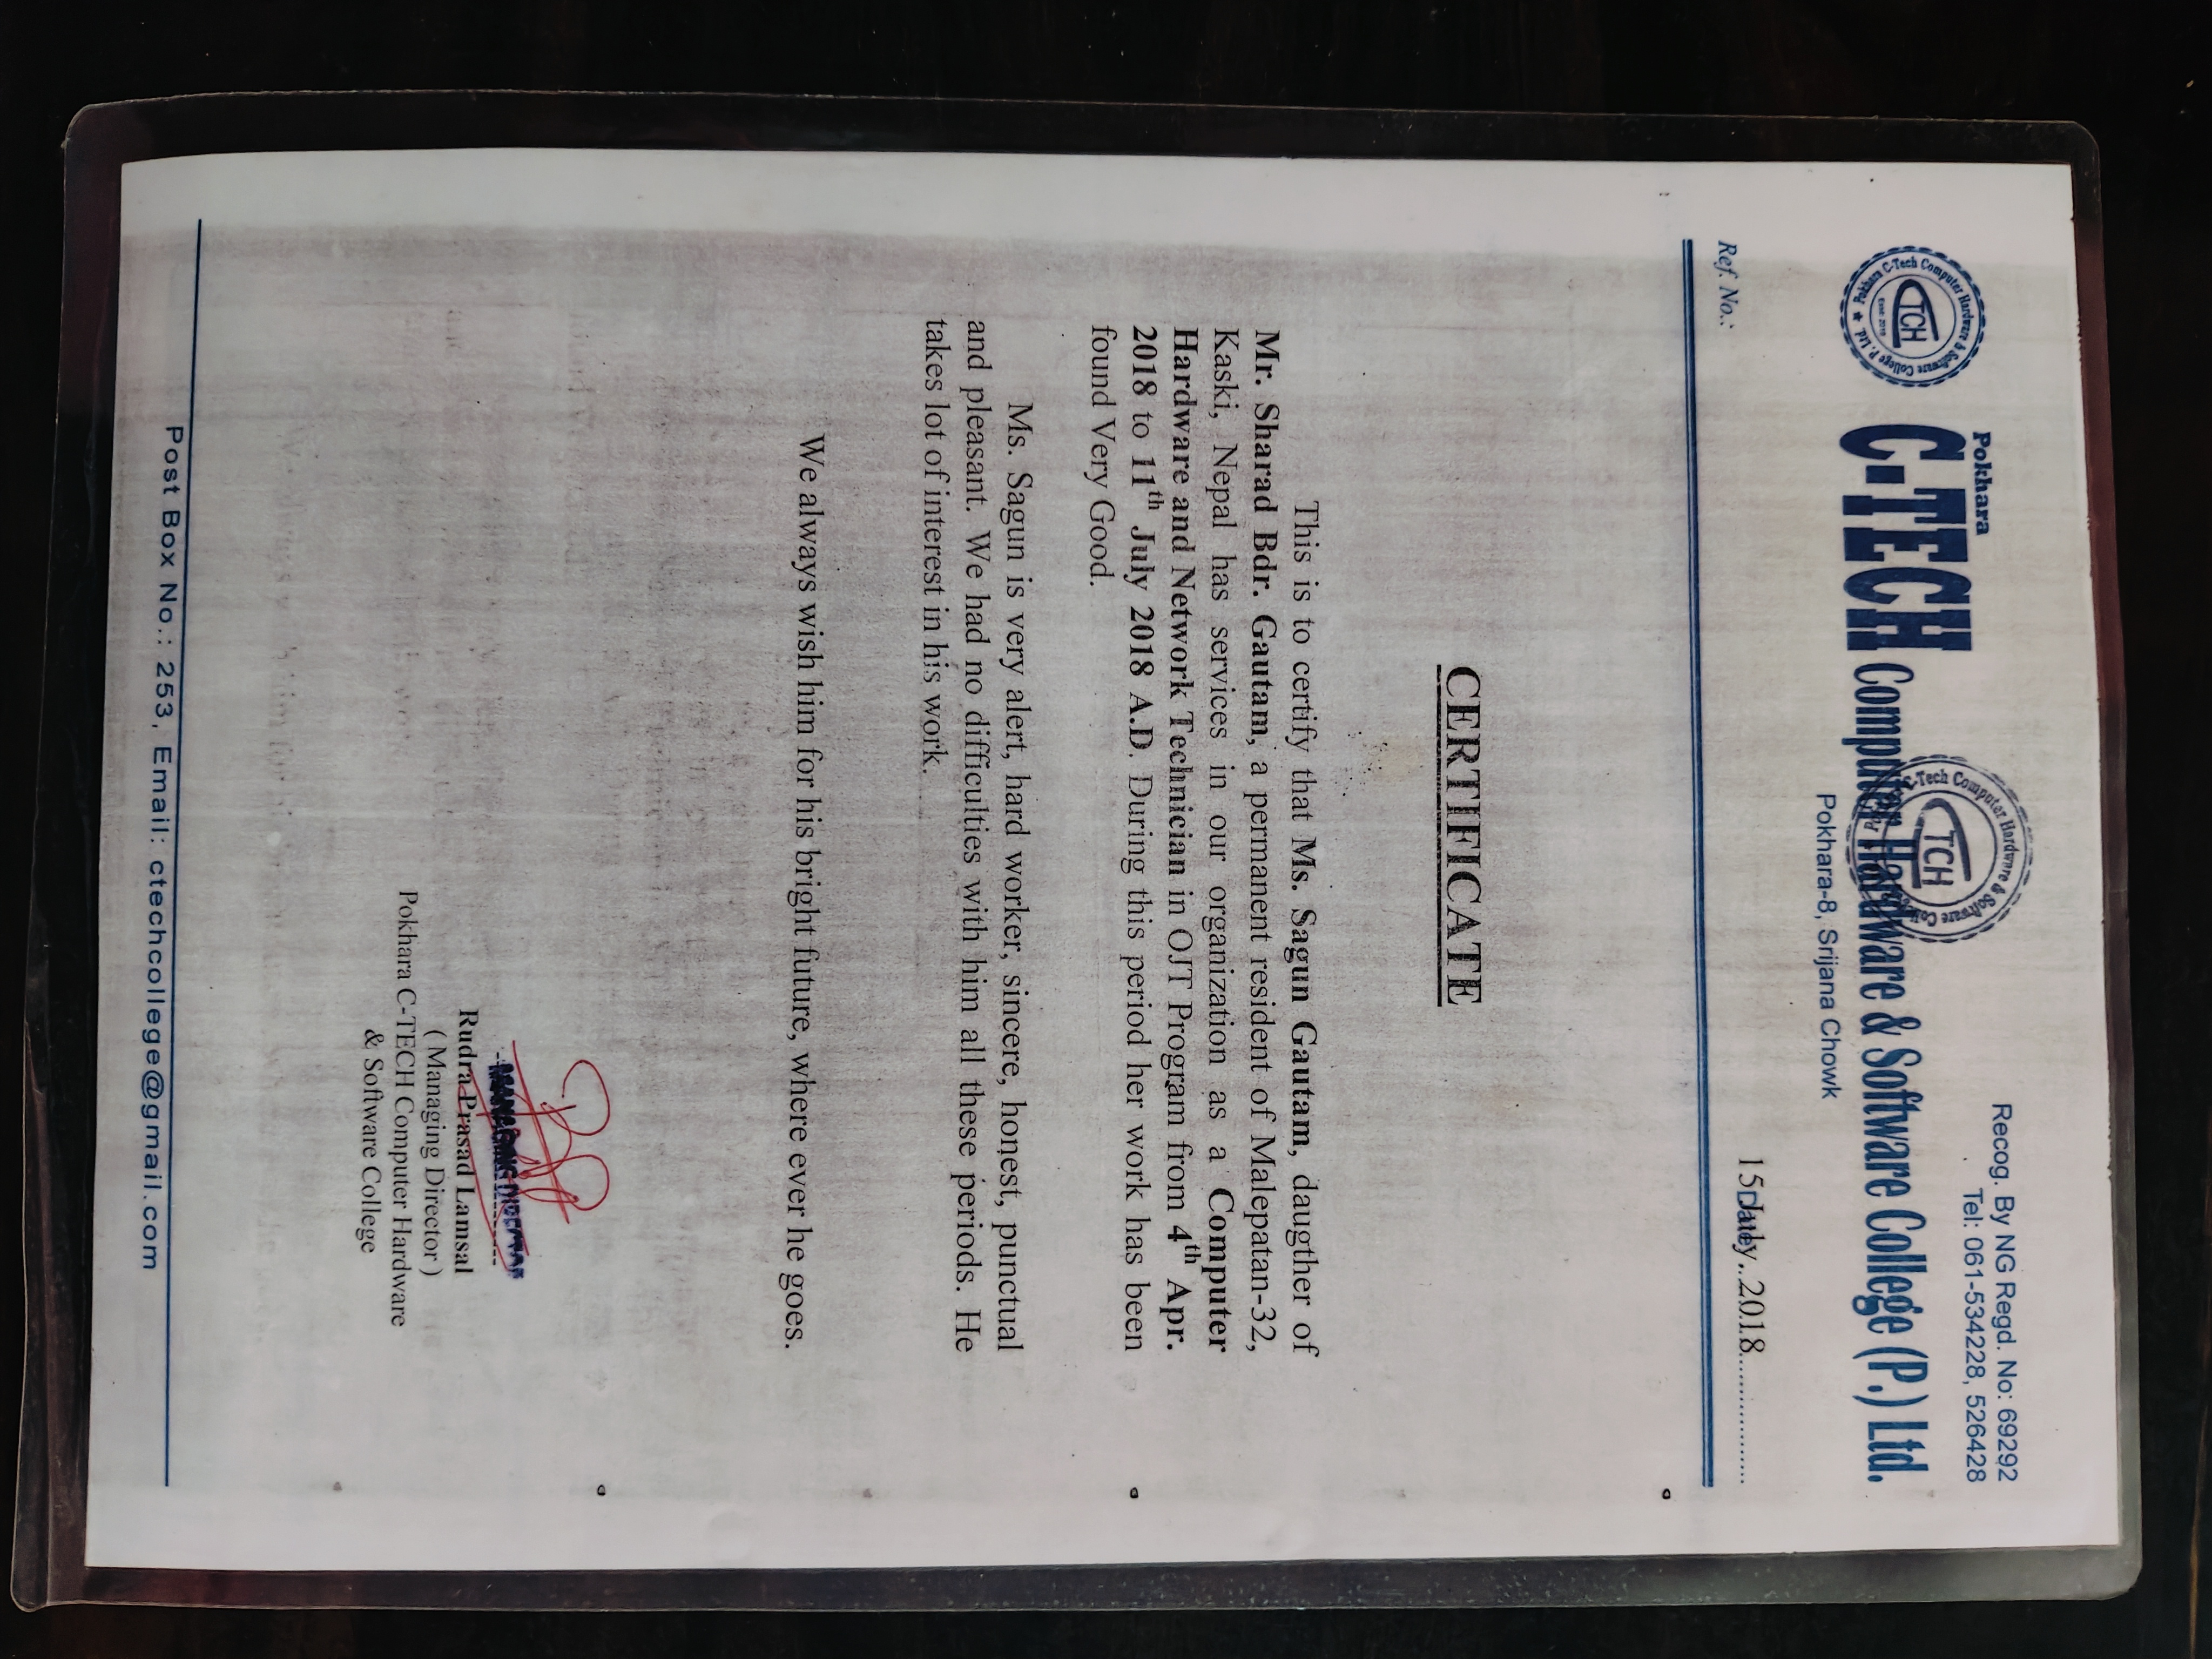 Pokhara
C-TECH Computer Hardware & Software College (P.) Ltd.
Recog. By NG Regd. No: 69292
Tel: 061-534228, 526428
Pokhara C-Tech Computer Hardware & Software College P. Ltd.
CTCH
Estd: 2019
C-Tech Computer Hardware & Software
CTCH
Pokhara-8, Srijana Chowk
15 July, 2018
Date
Ref. No.:
CERTIFICATE
This is to certify that Ms. Sagun Gautam, daugther of
Mr. Sharad Bdr. Gautam, a permanent resident of Malepatan-32,
Kaski, Nepal has services in our organization as a Computer
Hardware and Network Technician in OJT Program from 4th Apr.
2018 to 11th July 2018 A.D. During this period her work has been
found Very Good.
Ms. Sagun is very alert, hard worker, sincere, honest, punctual
and pleasant. We had no difficulties with him all these periods. He
takes lot of interest in his work.
We always wish him for his bright future, where ever he goes.
MANAGING DIRECTOR
Rudra Prasad Lamsal
( Managing Director )
Pokhara C-TECH Computer Hardware
& Software College
Post Box No.: 253, Email: ctechcollege@gmail.com